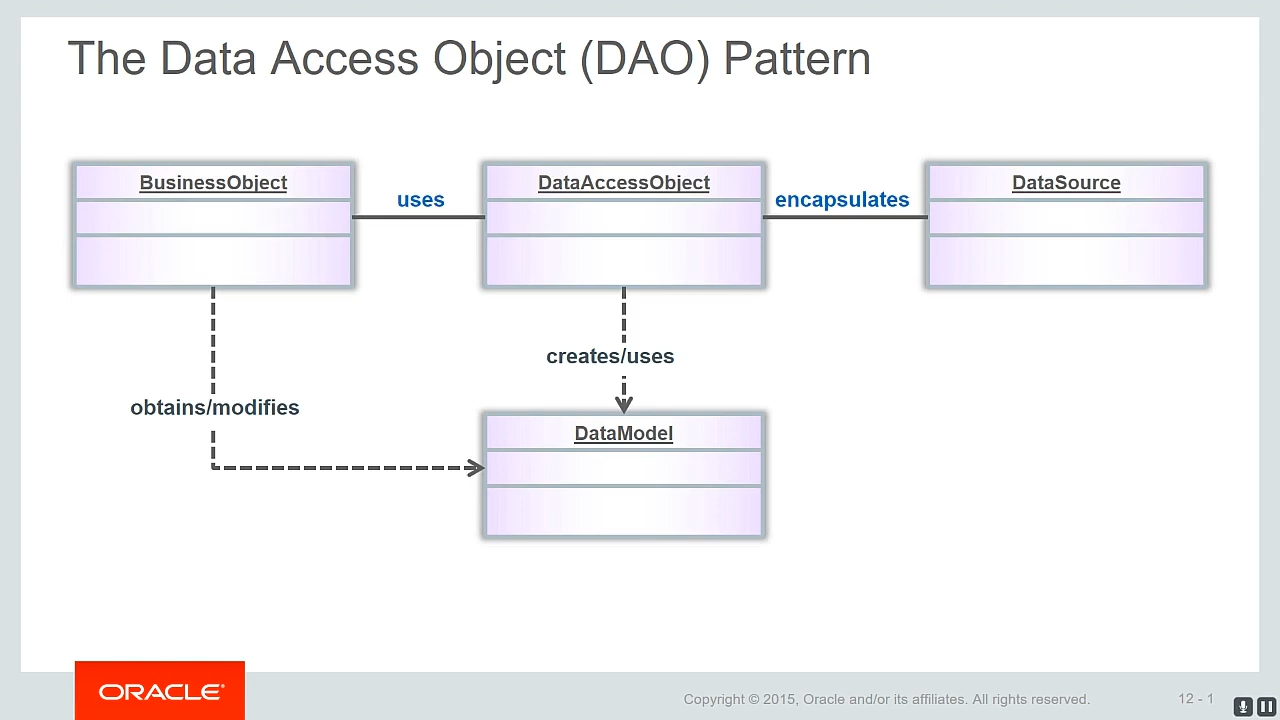 The Data Access Object (DAO) Pattern
BusinessObject
uses
DataAccessObject
encapsulates
DataSource
creates/uses
obtains/modifies
DataModel
ORACLE
Copyright © 2015, Oracle and/or its affiliates. All rights reserved.
12 - 1